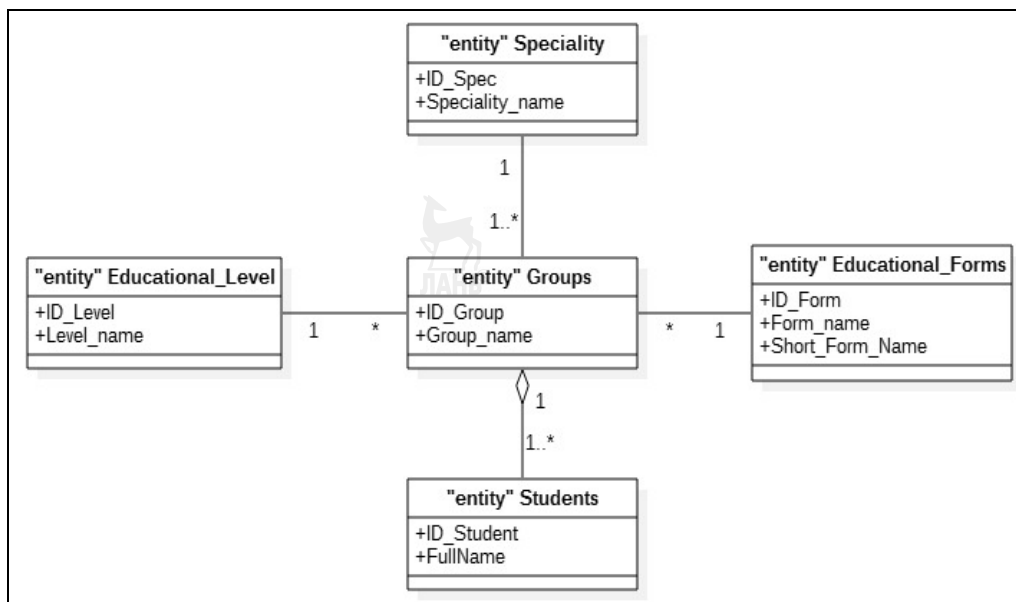 "entity" Speciality
+ID_Spec
+Speciality_name
1
1..*
"entity" Educational_Level
+ID_Level
+Level_name
1
*
"entity" Groups
+ID_Group
+Group_name
ЛАНЬ
*
1
"entity" Educational_Forms
+ID_Form
+Form_name
+Short_Form_Name
1
1..*
"entity" Students
+ID_Student
+FullName